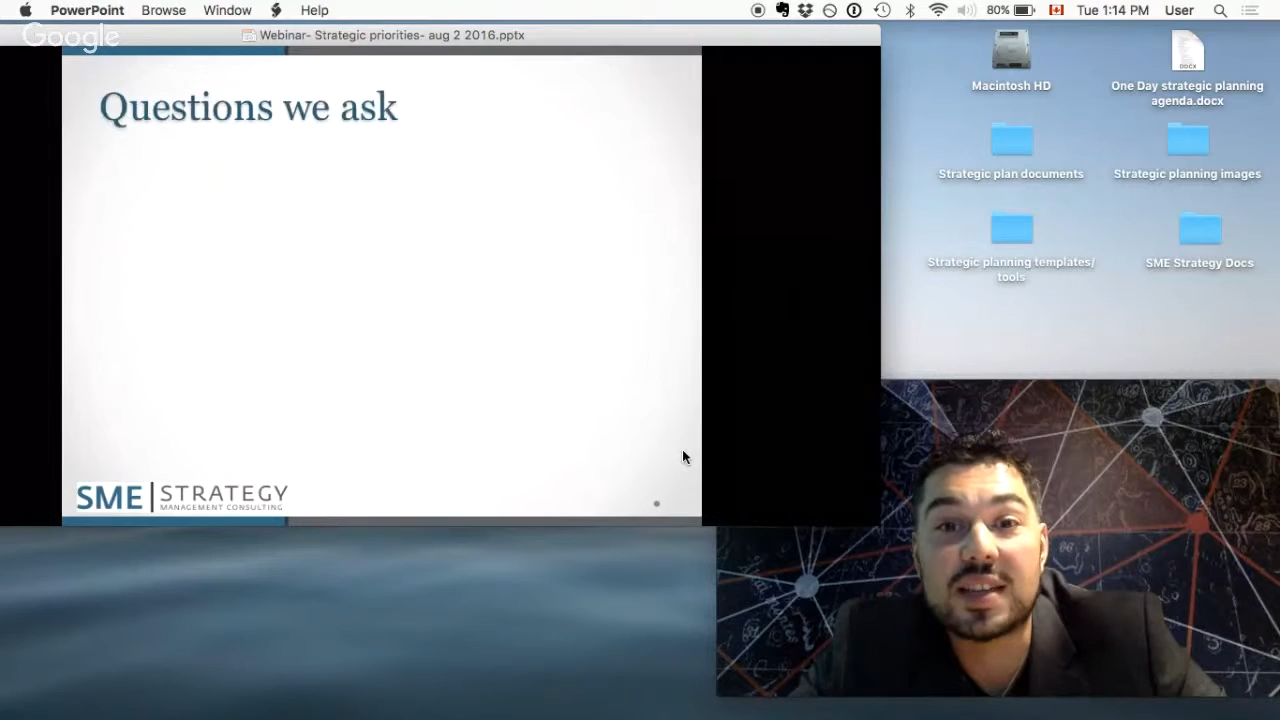 PowerPoint Browse Window Help
80% Tue 1:14 PM User
Google
Webinar- Strategic priorities- aug 2 2016.pptx
Questions we ask
SME STRATEGY
MANAGEMENT CONSULTING
Macintosh HD
DOCX
One Day strategic planning
agenda.docx
Strategic plan documents
Strategic planning images
Strategic planning templates/
tools
SME Strategy Docs